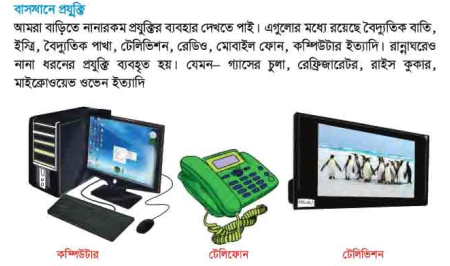 বাসস্থানে প্রযুক্তি
আমরা বাড়িতে নানারকম প্রযুক্তির ব্যবহার দেখতে পাই। এগুলোর মধ্যে রয়েছে বৈদ্যুতিক বাতি,
ইস্ত্রি, বৈদ্যুতিক পাখা, টেলিভিশন, রেডিও, মোবাইল ফোন, কম্পিউটার ইত্যাদি। রান্নাঘরেও
নানা ধরনের প্রযুক্তি ব্যবহৃত হয়। যেমন– গ্যাসের চুলা, রেফ্রিজারেটর, রাইস কুকার,
মাইক্রোওয়েভ ওভেন ইত্যাদি
কম্পিউটার টেলিফোন টেলিভিশন